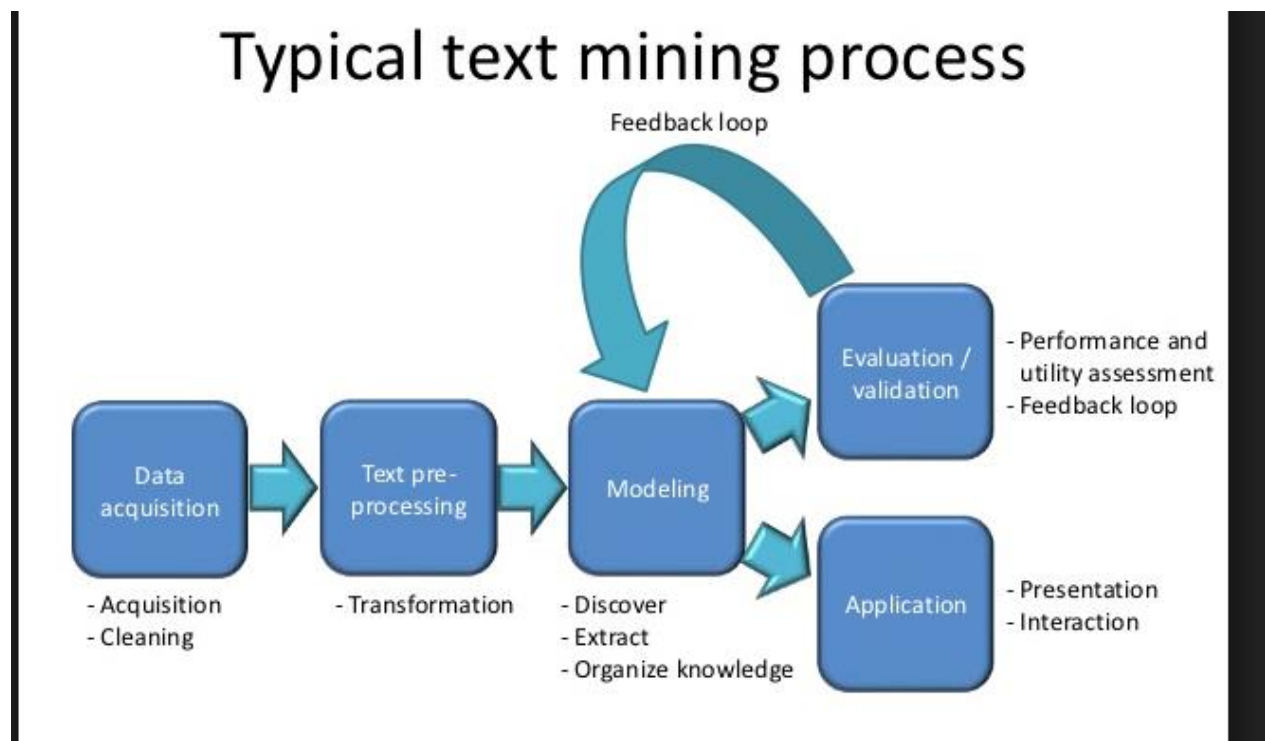 Typical text mining process
Feedback loop
Data
acquisition
- Acquisition
- Cleaning
Text pre-
processing
- Transformation
Modeling
- Discover
- Extract
- Organize knowledge
Evaluation /
validation
- Performance and
utility assessment
- Feedback loop
Application
- Presentation
- Interaction